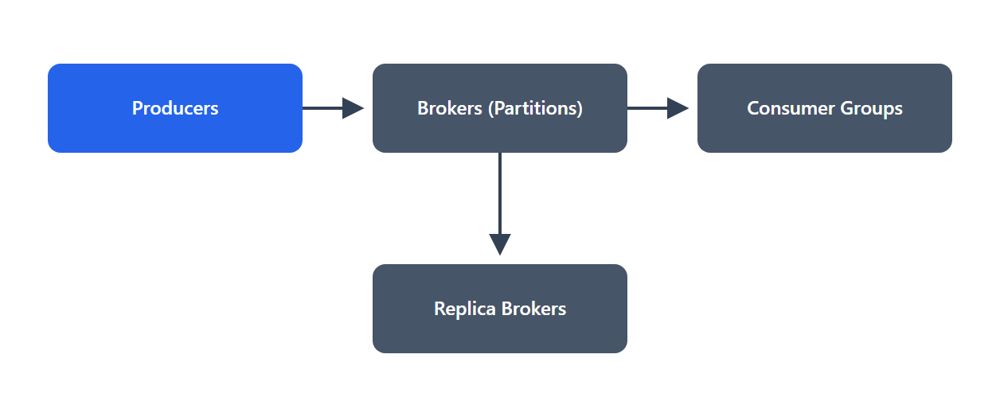 Producers
Brokers (Partitions)
Consumer Groups
Replica Brokers